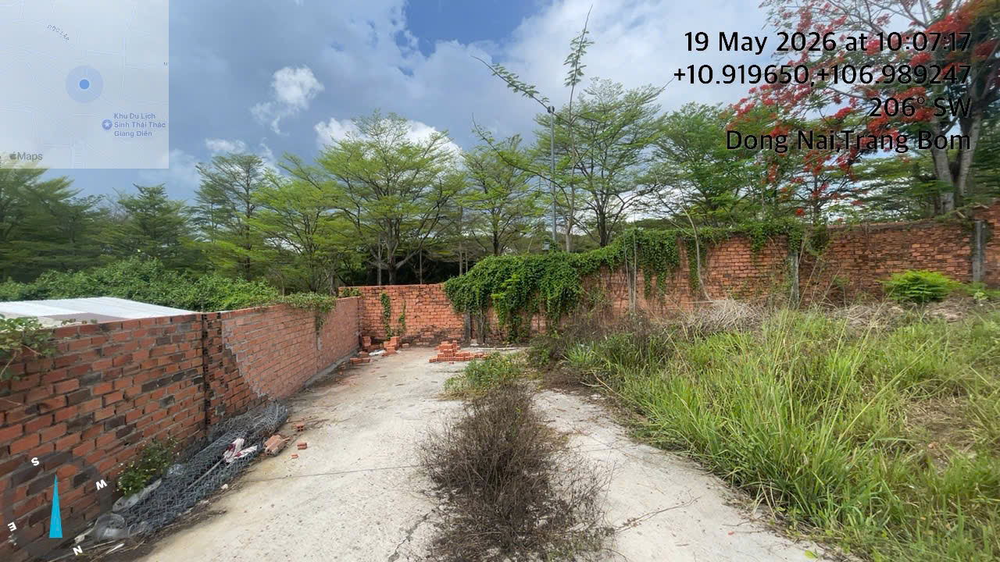 Khu Du Lịch
Sinh Thái Thác
Giang Điền
Maps
19 May 2026 at 10:07:17
+10.919650,+106.989247
206° SW
Dong Nai,Trang Bom
S
W
E
N